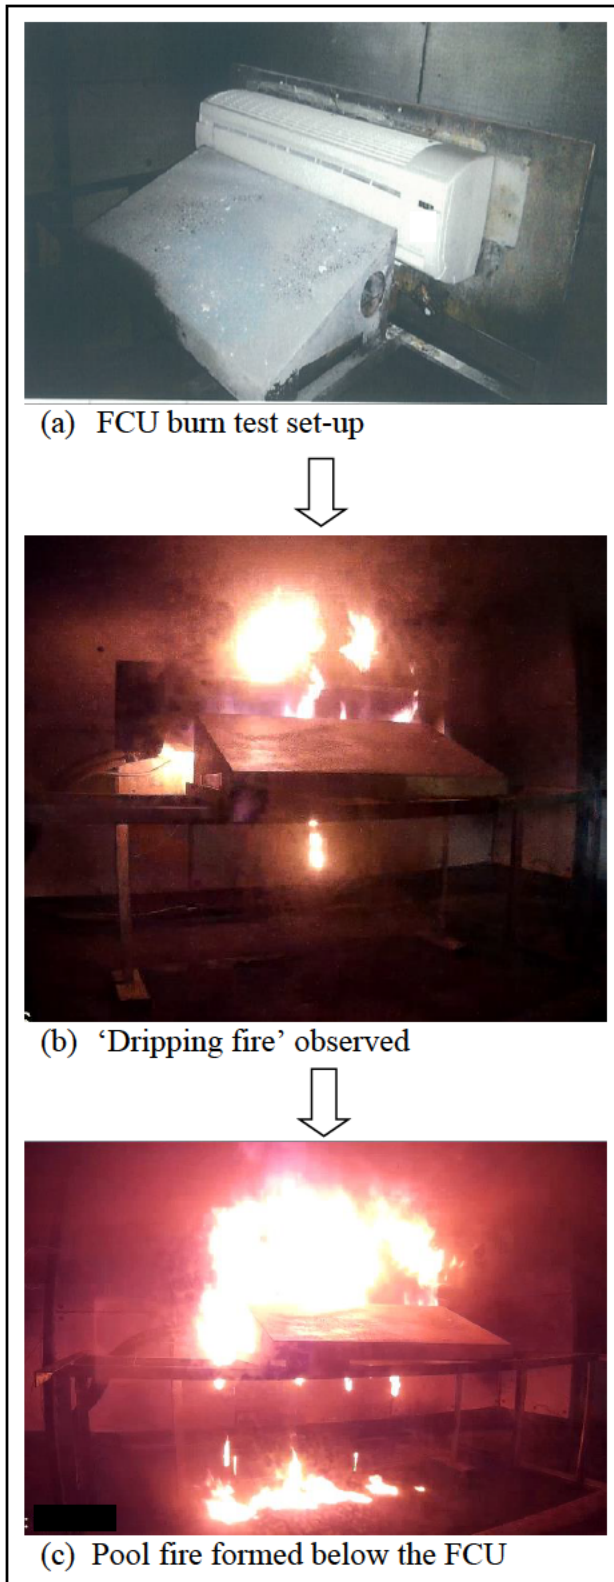 (a) FCU burn test set-up
(b) ‘Dripping fire’ observed
(c) Pool fire formed below the FCU